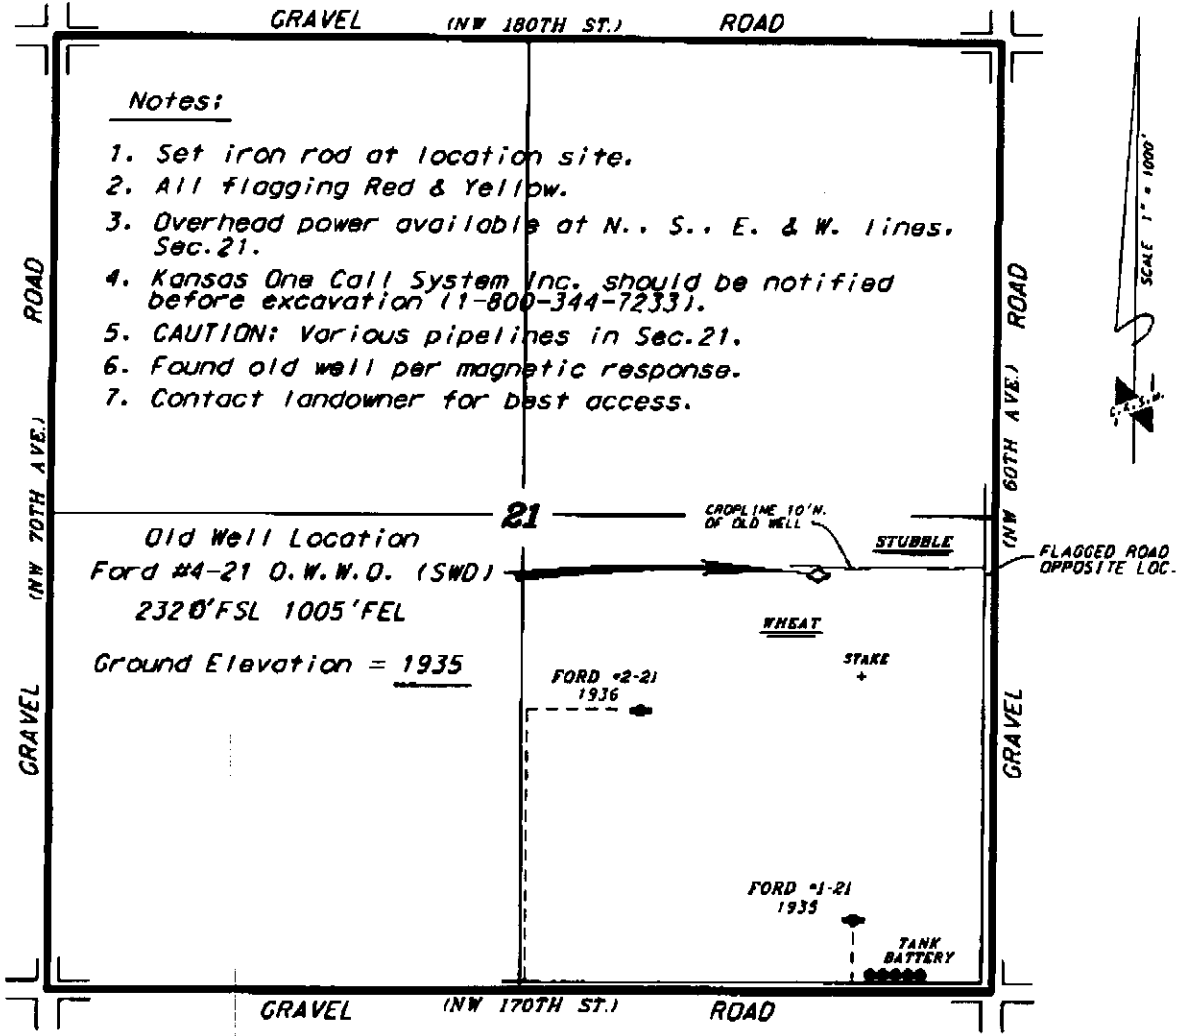 GRAVEL (NW 180TH ST.) ROAD
Notes:
1. Set iron rod at location site.
2. All flagging Red & Yellow.
3. Overhead power available at N., S., E. & W. lines,
Sec.21.
4. Kansas One Call System Inc. should be notified
before excavation (1-800-344-7233).
5. CAUTION: Various pipelines in Sec.21.
6. Found old well per magnetic response.
7. Contact landowner for best access.
SCALE 1" = 1000'
GRAVEL (NW 70TH AVE.) ROAD
GRAVEL (NW 60TH AVE.) ROAD
21
CROPLINE 10'N.
OF OLD WELL
STUBBLE
FLAGGED ROAD
OPPOSITE LOC.
Old Well Location
Ford #4-21 O.W.W.O. (SWD)
2320'FSL 1005'FEL
Ground Elevation = 1935
WHEAT
STAKE
FORD #2-21
1936
FORD #1-21
1935
TANK
BATTERY
GRAVEL (NW 170TH ST.) ROAD